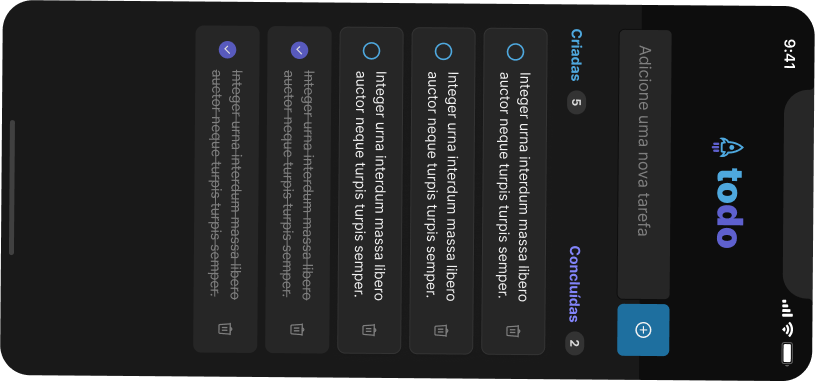 9:41
todo
Adicione uma nova tarefa
Criadas 5 Concluídas 2
Integer urna interdum massa libero
auctor neque turpis turpis semper.
Integer urna interdum massa libero
auctor neque turpis turpis semper.
Integer urna interdum massa libero
auctor neque turpis turpis semper.
Integer urna interdum massa libero
auctor neque turpis turpis semper.
Integer urna interdum massa libero
auctor neque turpis turpis semper.